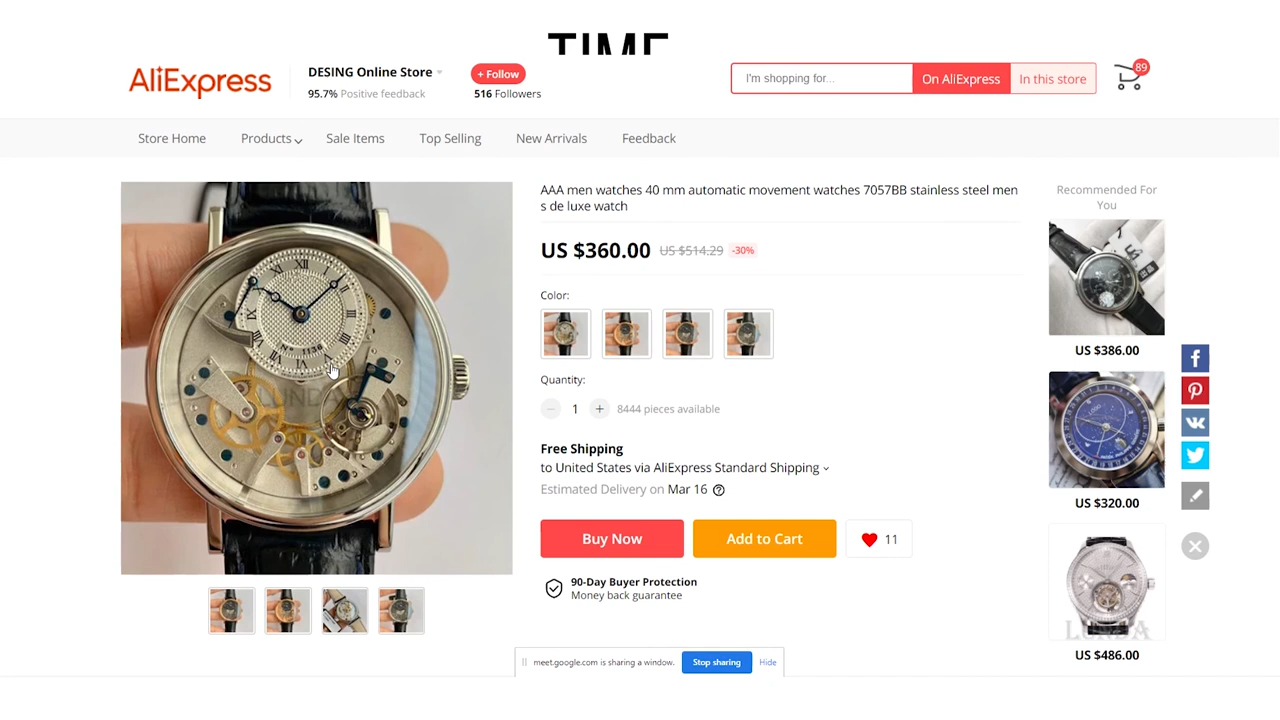 TIME
AliExpress
DESING Online Store
+ Follow
95.7% Positive feedback
516 Followers
I'm shopping for...
On AliExpress
In this store
89
Store Home
Products
Sale Items
Top Selling
New Arrivals
Feedback
AAA men watches 40 mm automatic movement watches 7057BB stainless steel men
s de luxe watch
US $360.00 US $514.29 -30%
Color:
Quantity:
1
8444 pieces available
Free Shipping
to United States via AliExpress Standard Shipping
Estimated Delivery on Mar 16
Buy Now
Add to Cart
11
90-Day Buyer Protection
Money back guarantee
Recommended For
You
US $386.00
US $320.00
LUNDA
US $486.00
meet.google.com is sharing a window.
Stop sharing
Hide